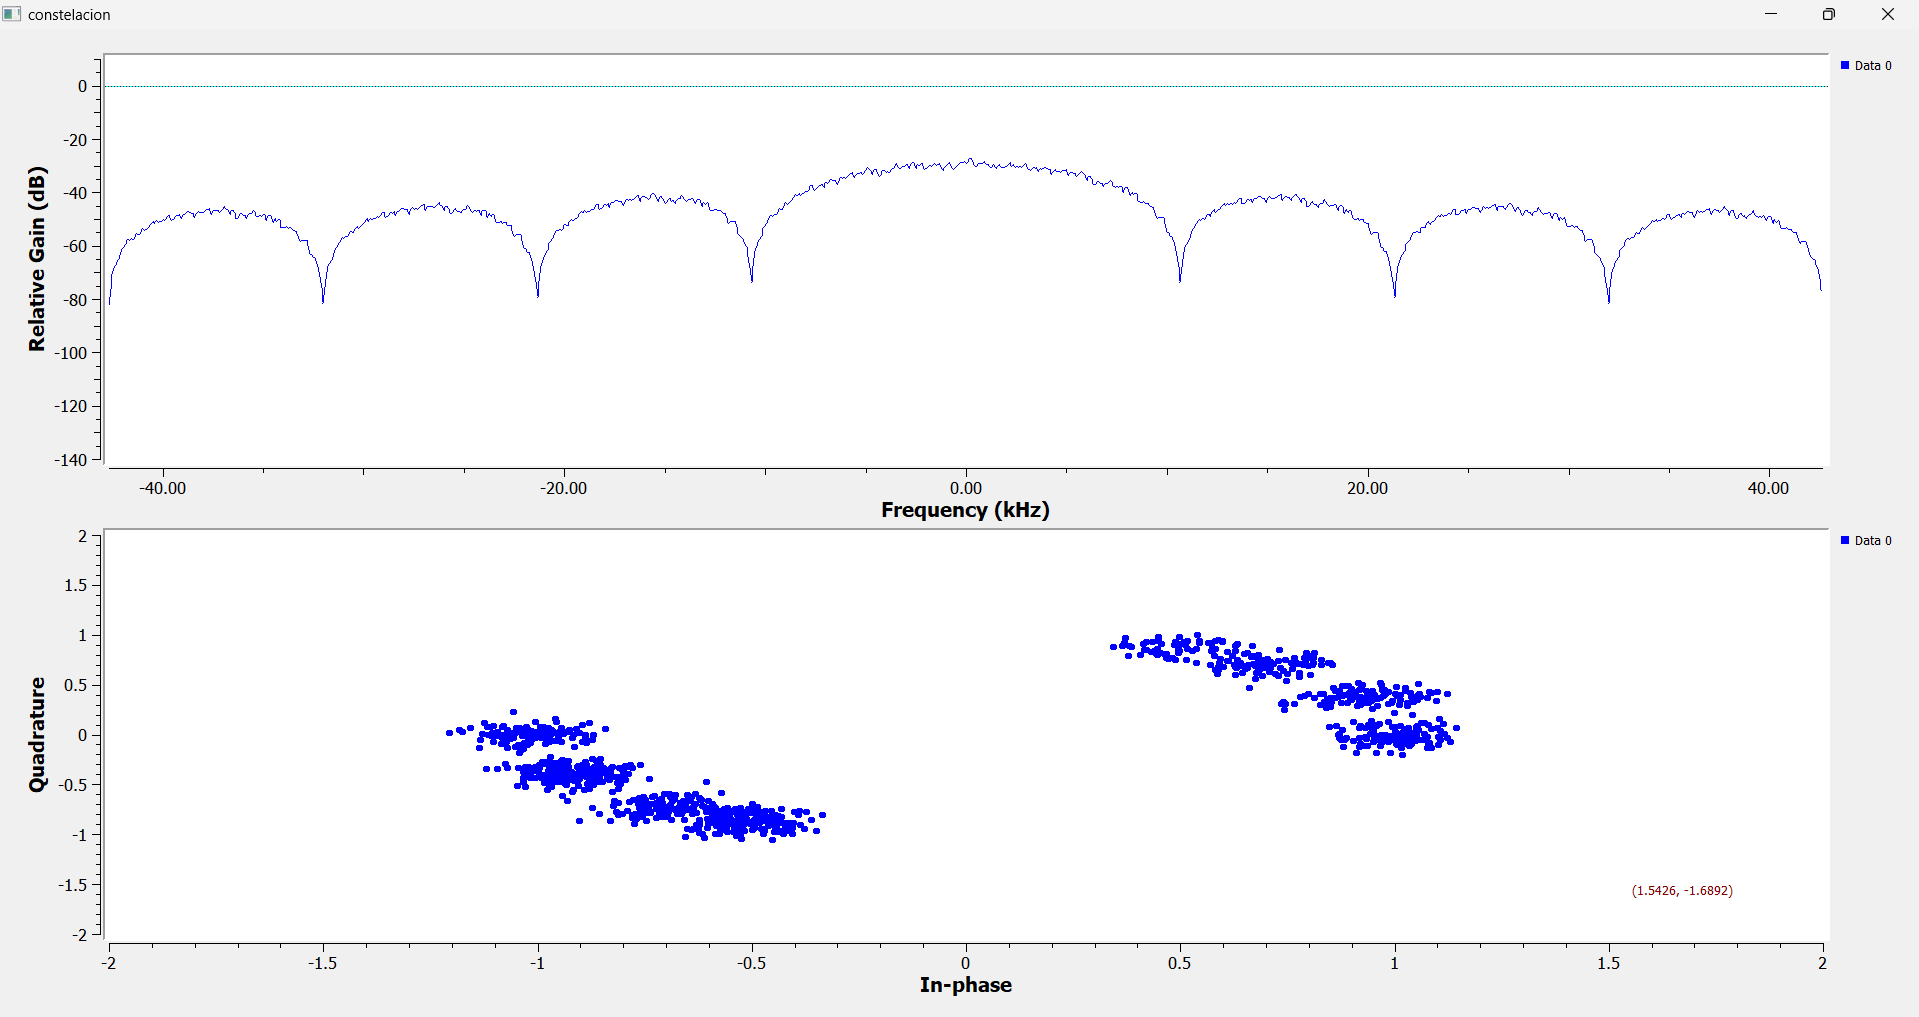 constelacion
Data 0
0
-20
-40
-60
-80
-100
-120
-140
Relative Gain (dB)
-40.00 -20.00 0.00 20.00 40.00
Frequency (kHz)
Data 0
2
1.5
1
0.5
0
-0.5
-1
-1.5
-2
Quadrature
(1.5426, -1.6892)
-2 -1.5 -1 -0.5 0 0.5 1 1.5 2
In-phase